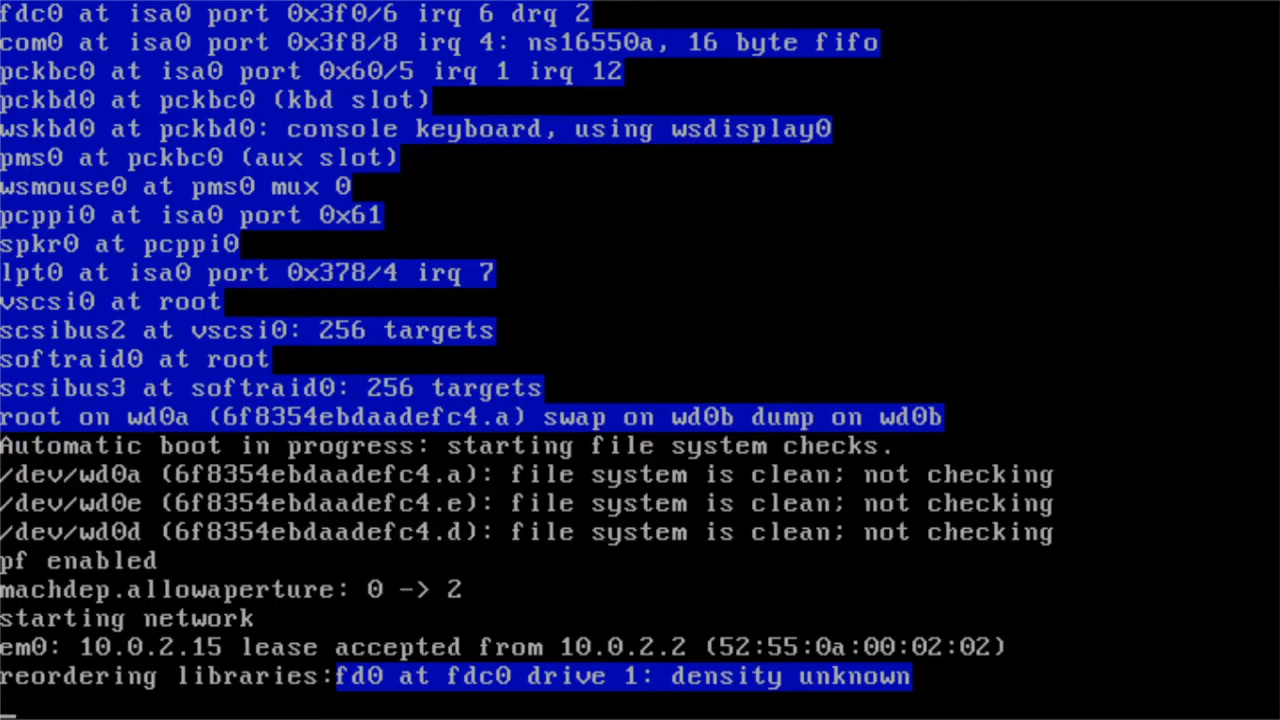 fdc0 at isa0 port 0x3f0/6 irq 6 drq 2
com0 at isa0 port 0x3f8/8 irq 4: ns16550a, 16 byte fifo
pckbc0 at isa0 port 0x60/5 irq 1 irq 12
pckbd0 at pckbc0 (kbd slot)
wskbd0 at pckbd0: console keyboard, using wsdisplay0
pms0 at pckbc0 (aux slot)
wsmouse0 at pms0 mux 0
pcppi0 at isa0 port 0x61
spkr0 at pcppi0
lpt0 at isa0 port 0x378/4 irq 7
vscsi0 at root
scsibus2 at vscsi0: 256 targets
softraid0 at root
scsibus3 at softraid0: 256 targets
root on wd0a (6f8354ebdaadefc4.a) swap on wd0b dump on wd0b
Automatic boot in progress: starting file system checks.
/dev/wd0a (6f8354ebdaadefc4.a): file system is clean; not checking
/dev/wd0e (6f8354ebdaadefc4.e): file system is clean; not checking
/dev/wd0d (6f8354ebdaadefc4.d): file system is clean; not checking
pf enabled
machdep.allowaperture: 0 -> 2
starting network
em0: 10.0.2.15 lease accepted from 10.0.2.2 (52:55:0a:00:02:02)
reordering libraries:fd0 at fdc0 drive 1: density unknown